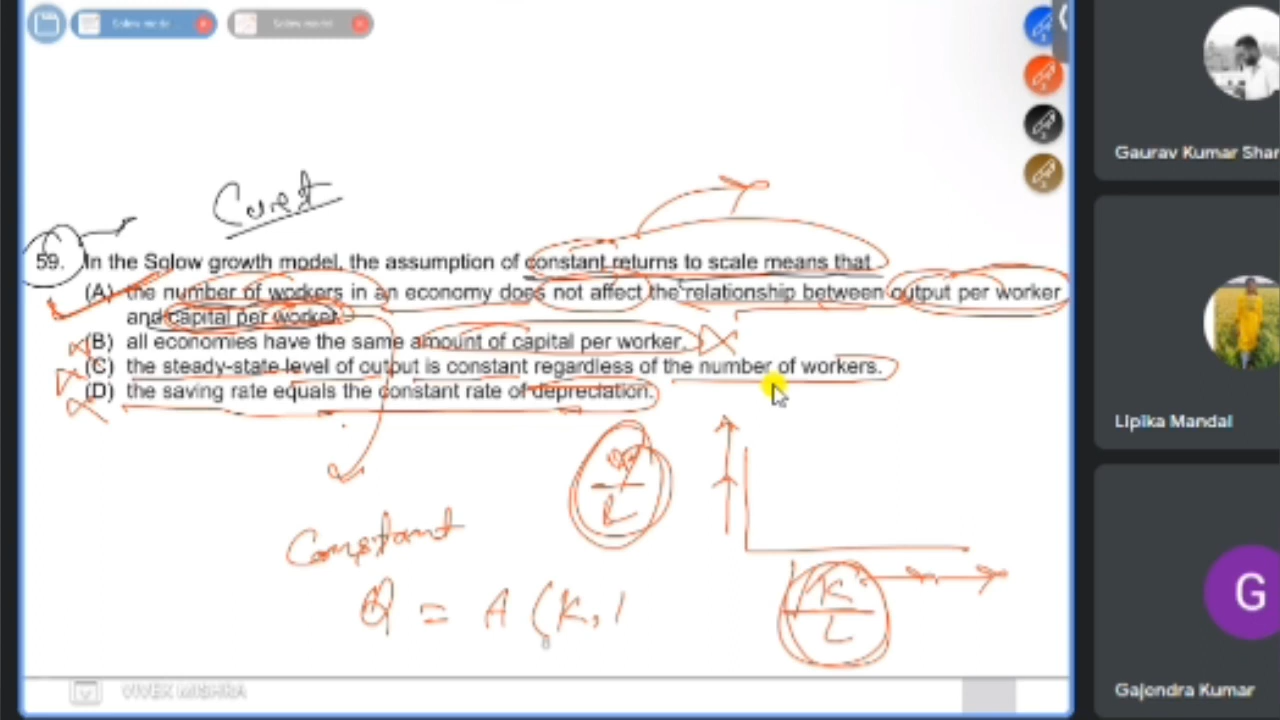 Cuet
59. In the Solow growth model, the assumption of constant returns to scale means that
(A) the number of workers in an economy does not affect the relationship between output per worker
and capital per worker.
(B) all economies have the same amount of capital per worker.
(C) the steady-state level of output is constant regardless of the number of workers.
(D) the saving rate equals the constant rate of depreciation.
Constant
Q = A (K, L
K
L
VIVEK MISHRA
Gaurav Kumar Shar
Lipika Mandal
G
Gajendra Kumar